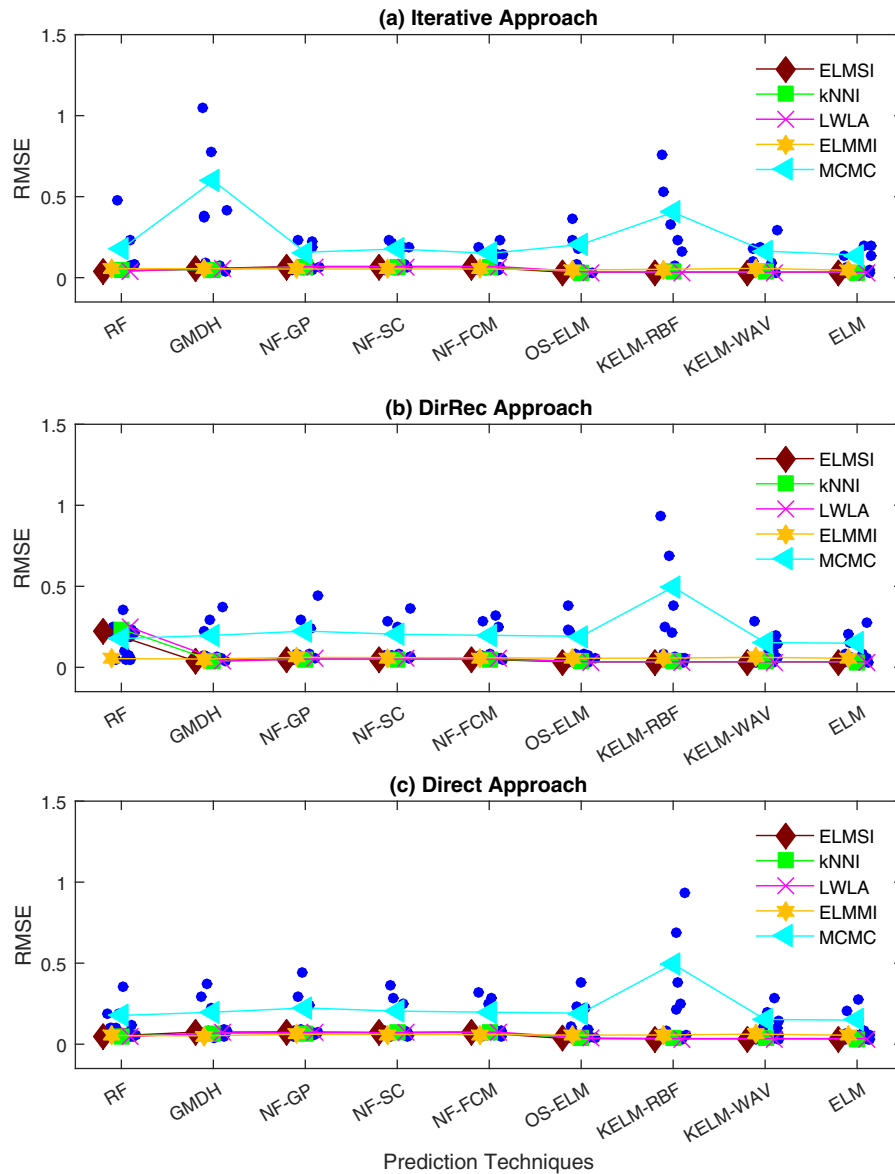 (a) Iterative Approach
1.5
1
0.5
0
RMSE
ELMSI
kNNI
LWLA
ELMMI
MCMC
RF
GMDH
NF-GP
NF-SC
NF-FCM
OS-ELM
KELM-RBF
KELM-WAV
ELM
(b) DirRec Approach
1.5
1
0.5
0
RMSE
ELMSI
kNNI
LWLA
ELMMI
MCMC
RF
GMDH
NF-GP
NF-SC
NF-FCM
OS-ELM
KELM-RBF
KELM-WAV
ELM
(c) Direct Approach
1.5
1
0.5
0
RMSE
ELMSI
kNNI
LWLA
ELMMI
MCMC
RF
GMDH
NF-GP
NF-SC
NF-FCM
OS-ELM
KELM-RBF
KELM-WAV
ELM
Prediction Techniques